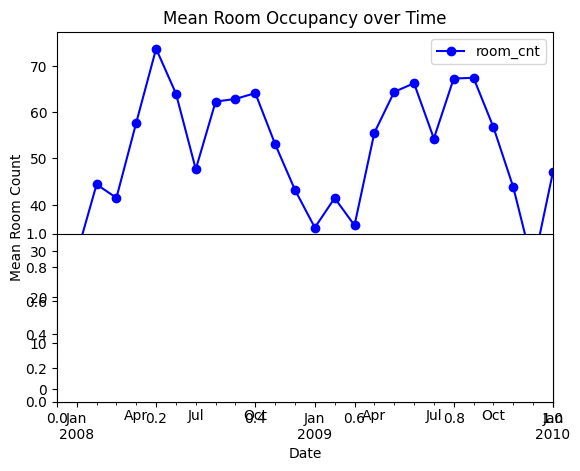 Mean Room Occupancy over Time
room_cnt
70
60
50
40
1.0
30
0.8
20
0.6
0.4
10
0.2
0
0.0
Mean Room Count
0.0 Jan Apr 0.2 Jul Oct 0.4 Jan 0.6 Apr Jul 0.8 Oct 1.0 Jan
2008 2009 2010
Date